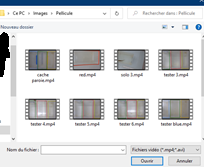 Ce PC > Images > Pellicule
Rechercher dans : Pellicule
Nouveau dossier
cache paroie.mp4
red.mp4
solo 3.mp4
tester 3.mp4
tester 4.mp4
tester 5.mp4
tester 6.mp4
tester blue.mp4
Nom du fichier :
Fichiers vidéo (*.mp4;*.avi)
Ouvrir
Annuler